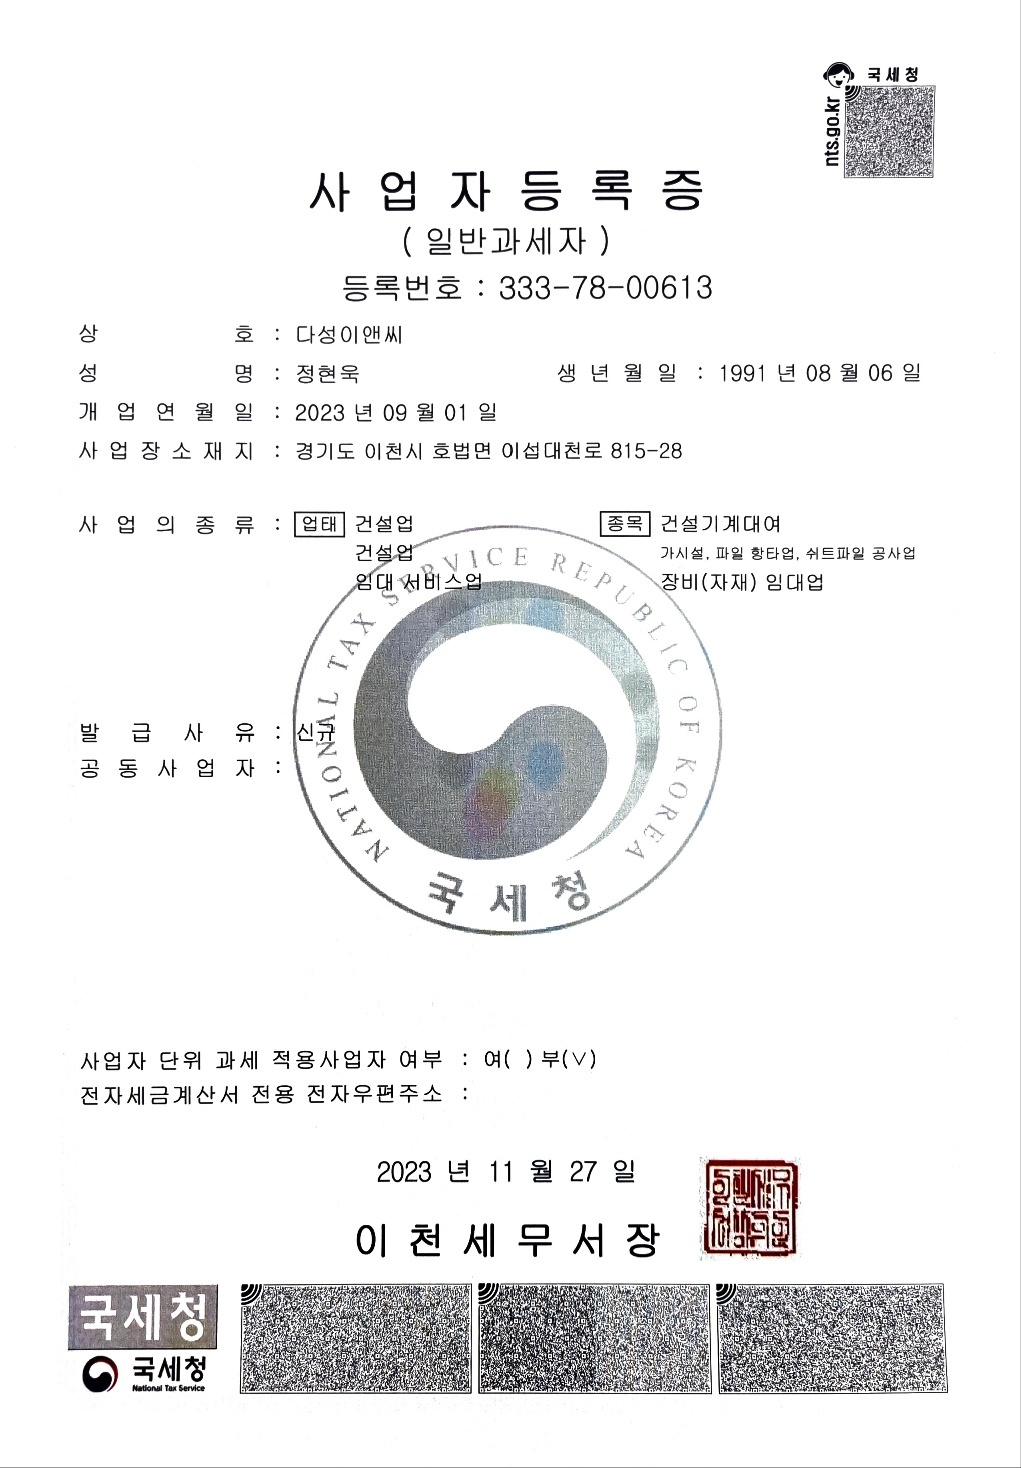 국세청
nts.go.kr
사업자등록증
( 일반과세자 )
등록번호 : 333-78-00613
상 호 : 다성이앤씨
성 명 : 정현욱 생 년 월 일 : 1991 년 08 월 06 일
개 업 연 월 일 : 2023 년 09 월 01 일
사 업 장 소 재 지 : 경기도 이천시 호법면 이섭대천로 815-28
사 업 의 종 류 : 업태 건설업 종목 건설기계대여
건설업 가시설, 파일 항타업, 쉬트파일 공사업
임대 서비스업 장비(자재) 임대업
NATIONAL TAX SERVICE REPUBLIC OF KOREA
발 급 사 유 : 신규
공 동 사 업 자 :
국세청
사업자 단위 과세 적용사업자 여부 : 여( ) 부(∨)
전자세금계산서 전용 전자우편주소 :
2023 년 11 월 27 일
이 천 세 무 서 장
국세청
국세청
National Tax Service